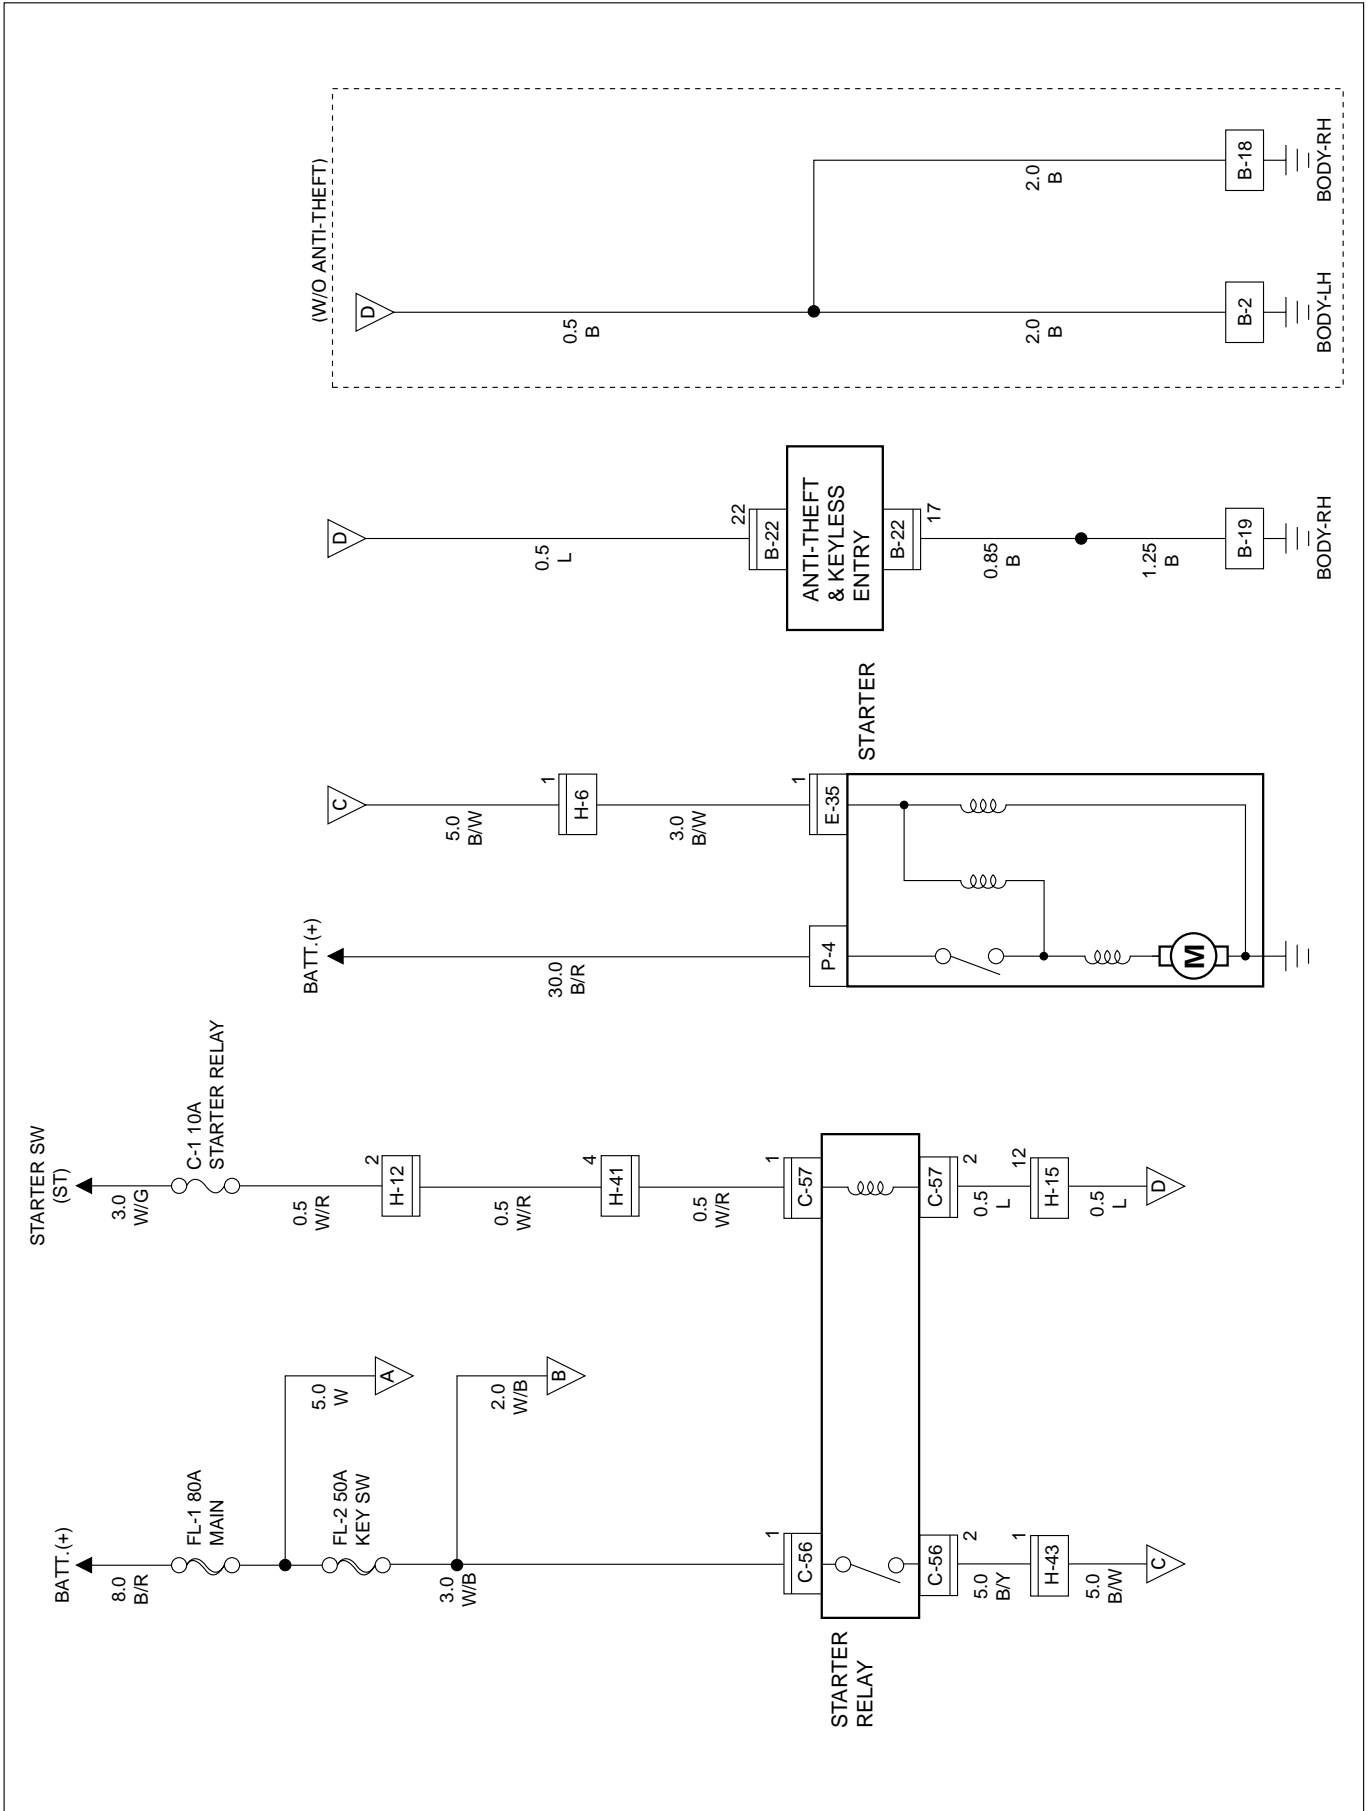 BATT.(+)
8.0
B/R
FL-1 80A
MAIN
5.0
W
A
FL-2 50A
KEY SW
3.0
W/B
2.0
W/B
B
1
C-56
STARTER
RELAY
C-56
2
5.0
B/Y
1
H-43
5.0
B/W
C
STARTER SW
(ST)
3.0
W/G
C-1 10A
STARTER RELAY
0.5
W/R
2
H-12
0.5
W/R
4
H-41
0.5
W/R
1
C-57
C-57
2
0.5
L
12
H-15
0.5
L
D
BATT.(+)
30.0
B/R
P-4
M
C
5.0
B/W
1
H-6
3.0
B/W
1
E-35
STARTER
D
0.5
L
22
B-22
ANTI-THEFT
& KEYLESS
ENTRY
B-22
17
0.85
B
1.25
B
B-19
BODY-RH
(W/O ANTI-THEFT)
D
0.5
B
2.0
B
B-2
BODY-LH
2.0
B
B-18
BODY-RH